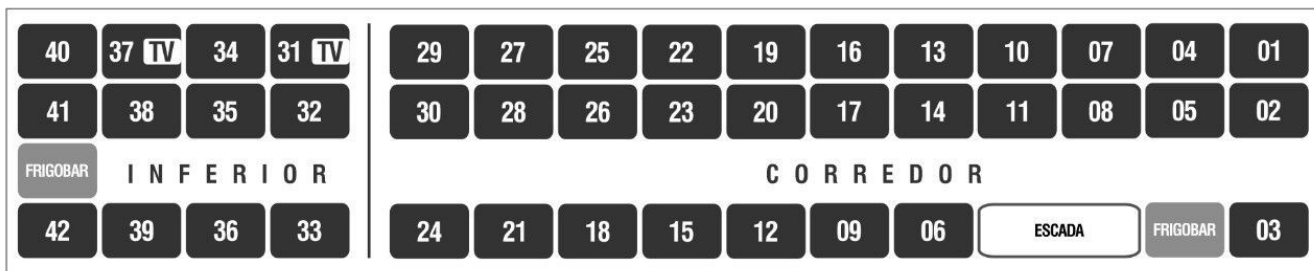 40 37 TV 34 31 TV 29 27 25 22 19 16 13 10 07 04 01
41 38 35 32 30 28 26 23 20 17 14 11 08 05 02
FRIGOBAR INFERIOR CORREDOR
42 39 36 33 24 21 18 15 12 09 06 ESCADA FRIGOBAR 03